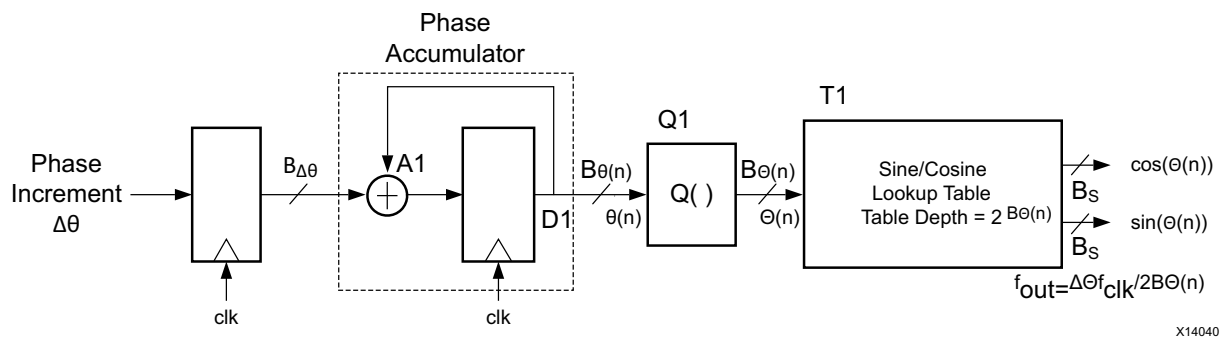 Phase
Accumulator
Phase
Increment
Δθ
clk
BΔθ
A1
D1
clk
Bθ(n)
θ(n)
Q1
Q( )
BΘ(n)
Θ(n)
T1
Sine/Cosine
Lookup Table
Table Depth = 2 BΘ(n)
BS
cos(Θ(n))
BS
sin(Θ(n))
fout=ΔΘfclk/2BΘ(n)
X14040